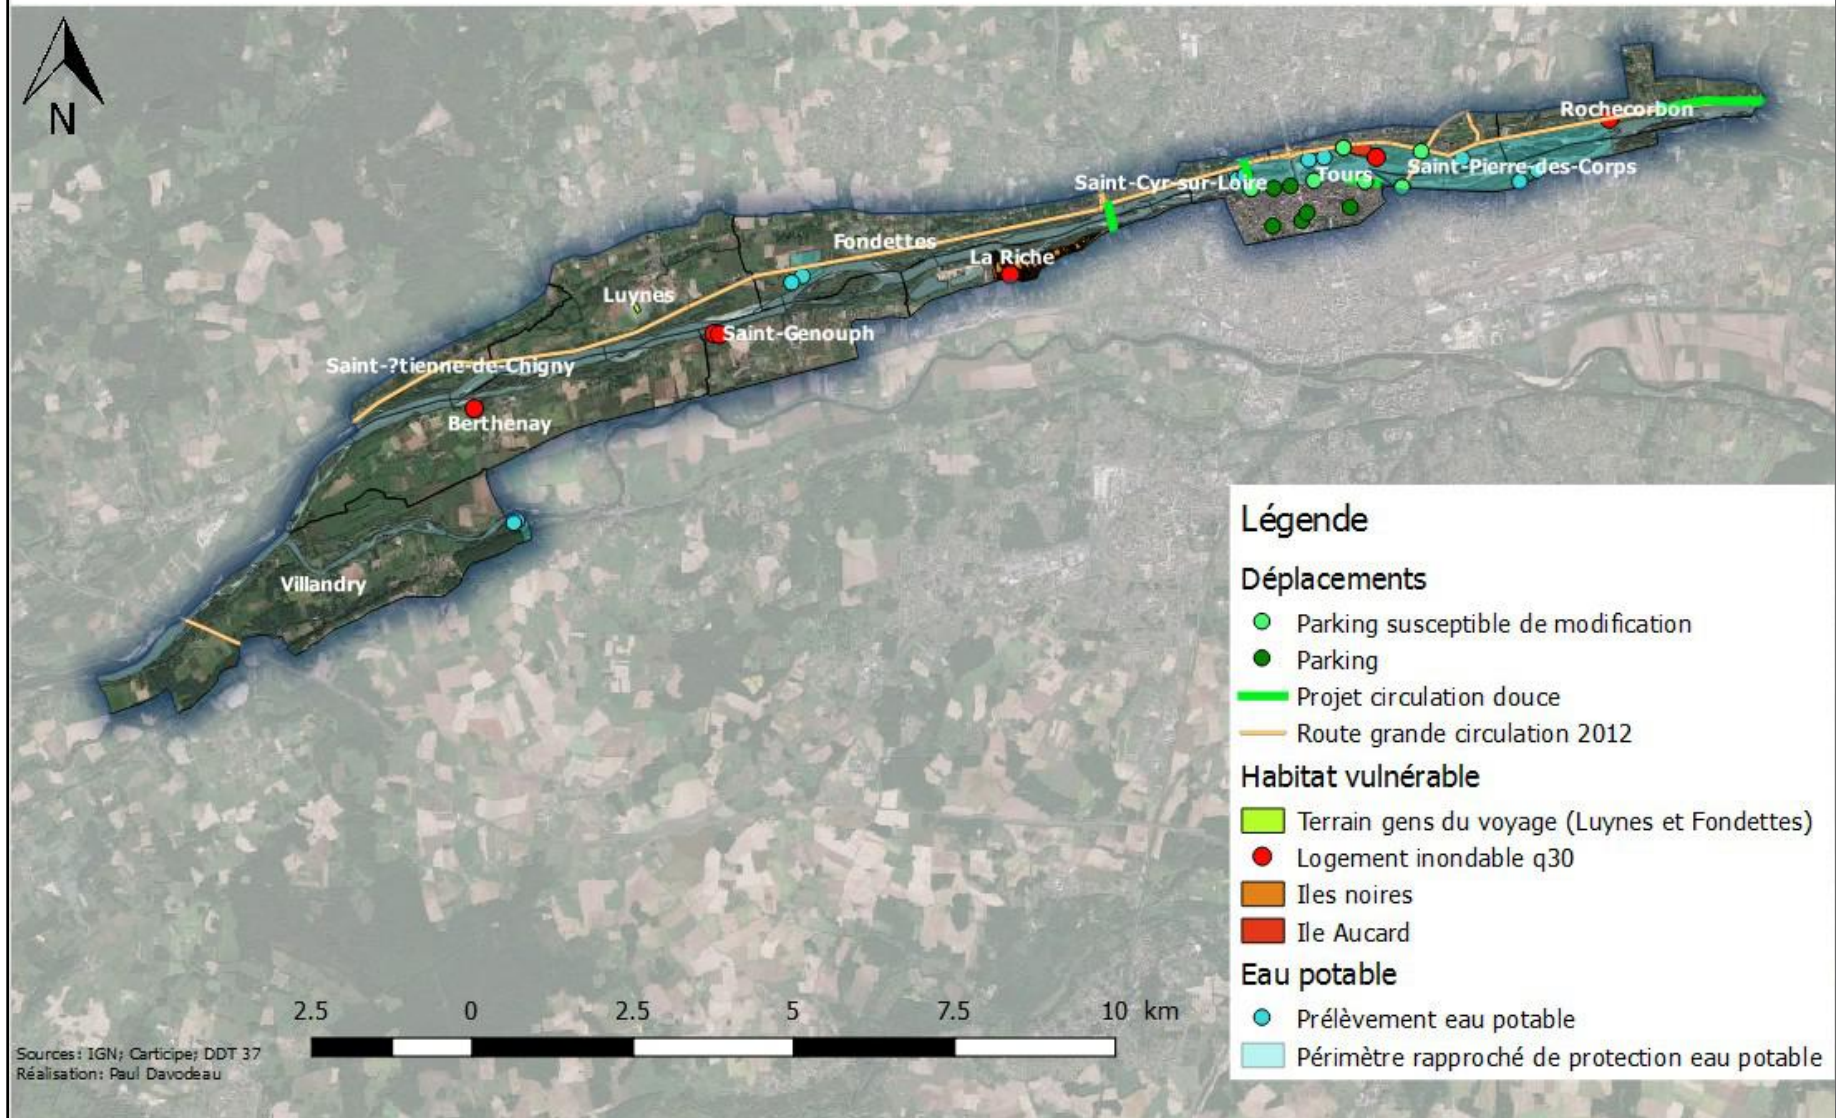 N
Rochecorbon
Saint-Pierre-des-Corps
Tours
Saint-Cyr-sur-Loire
Fondettes
La Riche
Luynes
Saint-Genouph
Saint-?tienne-de-Chigny
Berthenay
Villandry
Légende
Déplacements
Parking susceptible de modification
Parking
Projet circulation douce
Route grande circulation 2012
Habitat vulnérable
Terrain gens du voyage (Luynes et Fondettes)
Logement inondable q30
Iles noires
Ile Aucard
Eau potable
Prélèvement eau potable
Périmètre rapproché de protection eau potable
2.5 0 2.5 5 7.5 10 km
Sources: IGN; Carticipe; DDT 37
Réalisation: Paul Davodeau